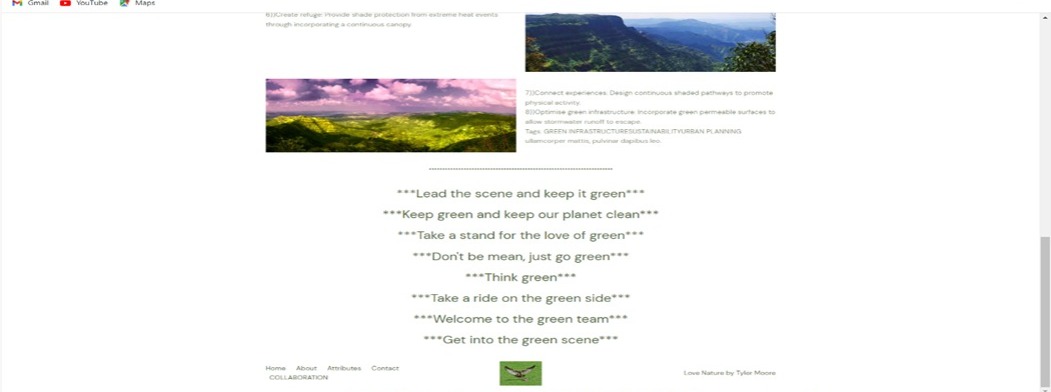 Gmail YouTube Maps
6))Create refuge: Provide shade protection from extreme heat events
through incorporating a continuous canopy.
7))Connect experiences: Design continuous shaded pathways to promote
physical activity.
8))Optimise green infrastructure: Incorporate green permeable surfaces to
allow stormwater runoff to escape.
Tags: GREEN INFRASTRUCTURESUSTAINABILITYURBAN PLANNING
ullamcorper mattis, pulvinar dapibus leo.
***Lead the scene and keep it green***
***Keep green and keep our planet clean***
***Take a stand for the love of green***
***Don't be mean, just go green***
***Think green***
***Take a ride on the green side***
***Welcome to the green team***
***Get into the green scene***
Home About Attributes Contact
COLLABORATION
Love Nature by Tyler Moore